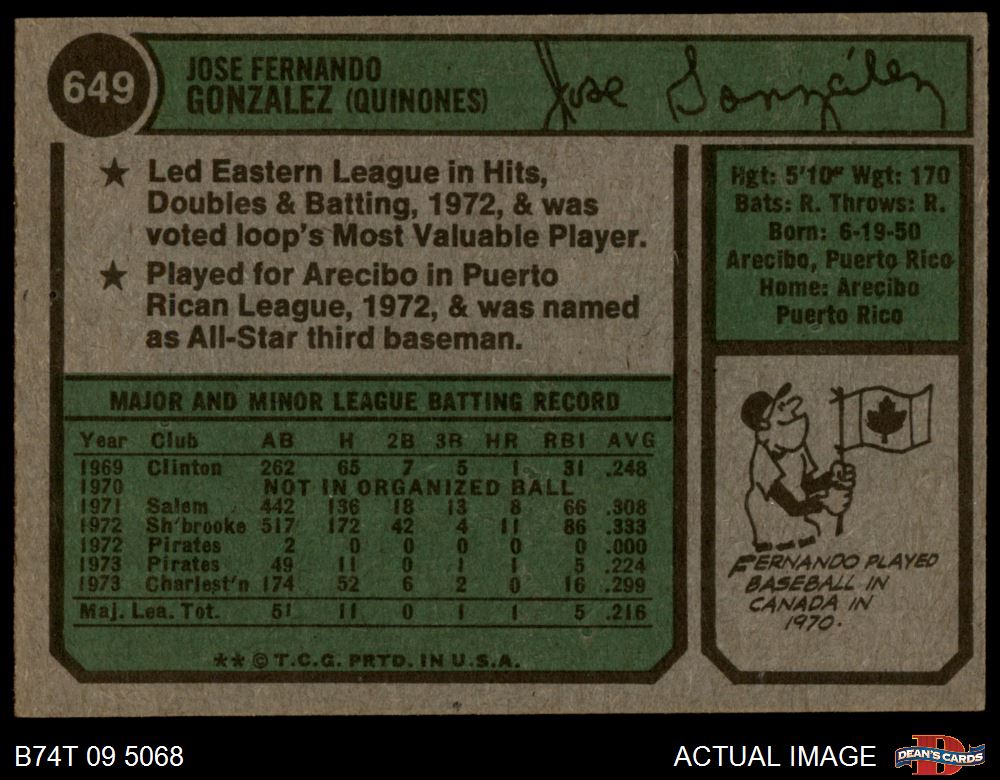 649
JOSE FERNANDO
GONZALEZ (QUINONES)
Jose González
★ Led Eastern League in Hits,
Doubles & Batting, 1972, & was
voted loop's Most Valuable Player.
★ Played for Arecibo in Puerto
Rican League, 1972, & was named
as All-Star third baseman.
Hgt: 5'10" Wgt: 170
Bats: R. Throws: R.
Born: 6-19-50
Arecibo, Puerto Rico
Home: Arecibo
Puerto Rico
MAJOR AND MINOR LEAGUE BATTING RECORD
Year Club AB H 2B 3B HR RBI AVG
1969 Clinton 262 65 7 5 1 31 .248
1970 NOT IN ORGANIZED BALL
1971 Salem 442 136 18 13 8 66 .308
1972 Sh'brooke 517 172 42 4 11 86 .333
1972 Pirates 2 0 0 0 0 0 .000
1973 Pirates 49 11 0 1 1 5 .224
1973 Charlest'n 174 52 6 2 0 16 .299
Maj. Lea. Tot. 51 11 0 1 1 5 .216
** © T.C.G. PRTD. IN U.S.A.
FERNANDO PLAYED
BASEBALL IN
CANADA IN
1970.
B74T 09 5068
ACTUAL IMAGE
DEAN'S CARDS